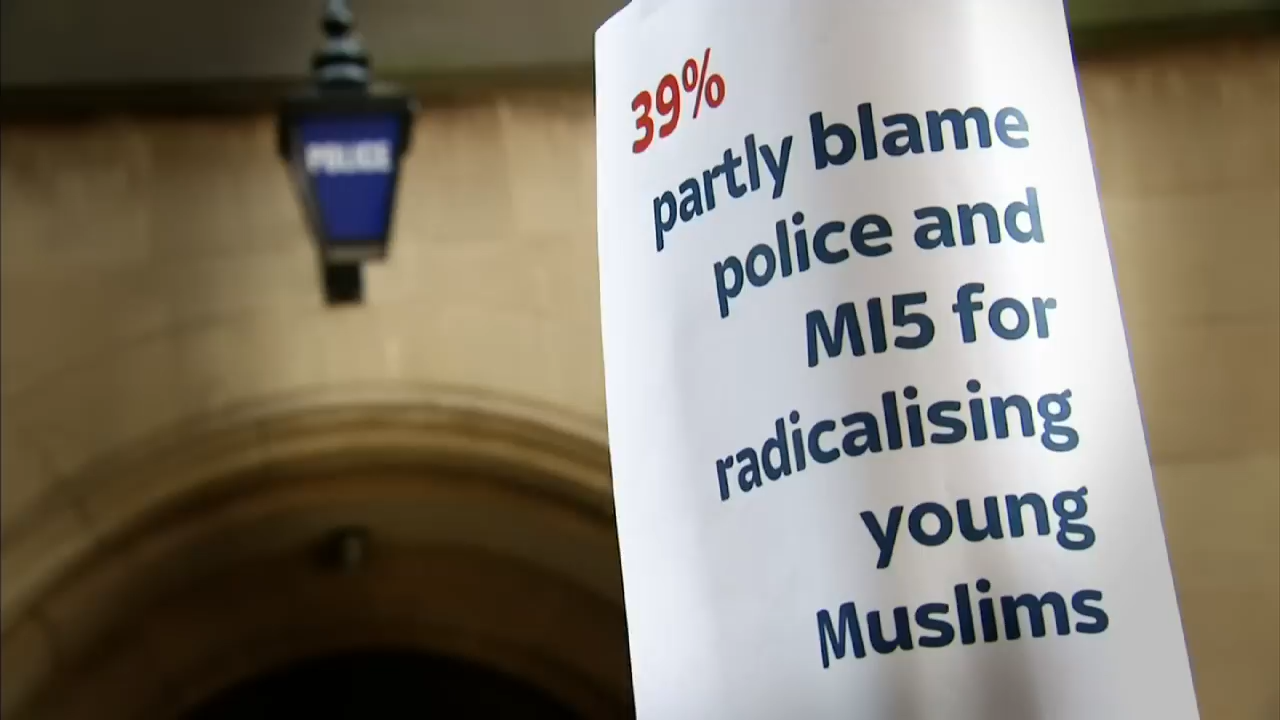 POLICE
39%
partly blame
police and
MI5 for
radicalising
young
Muslims